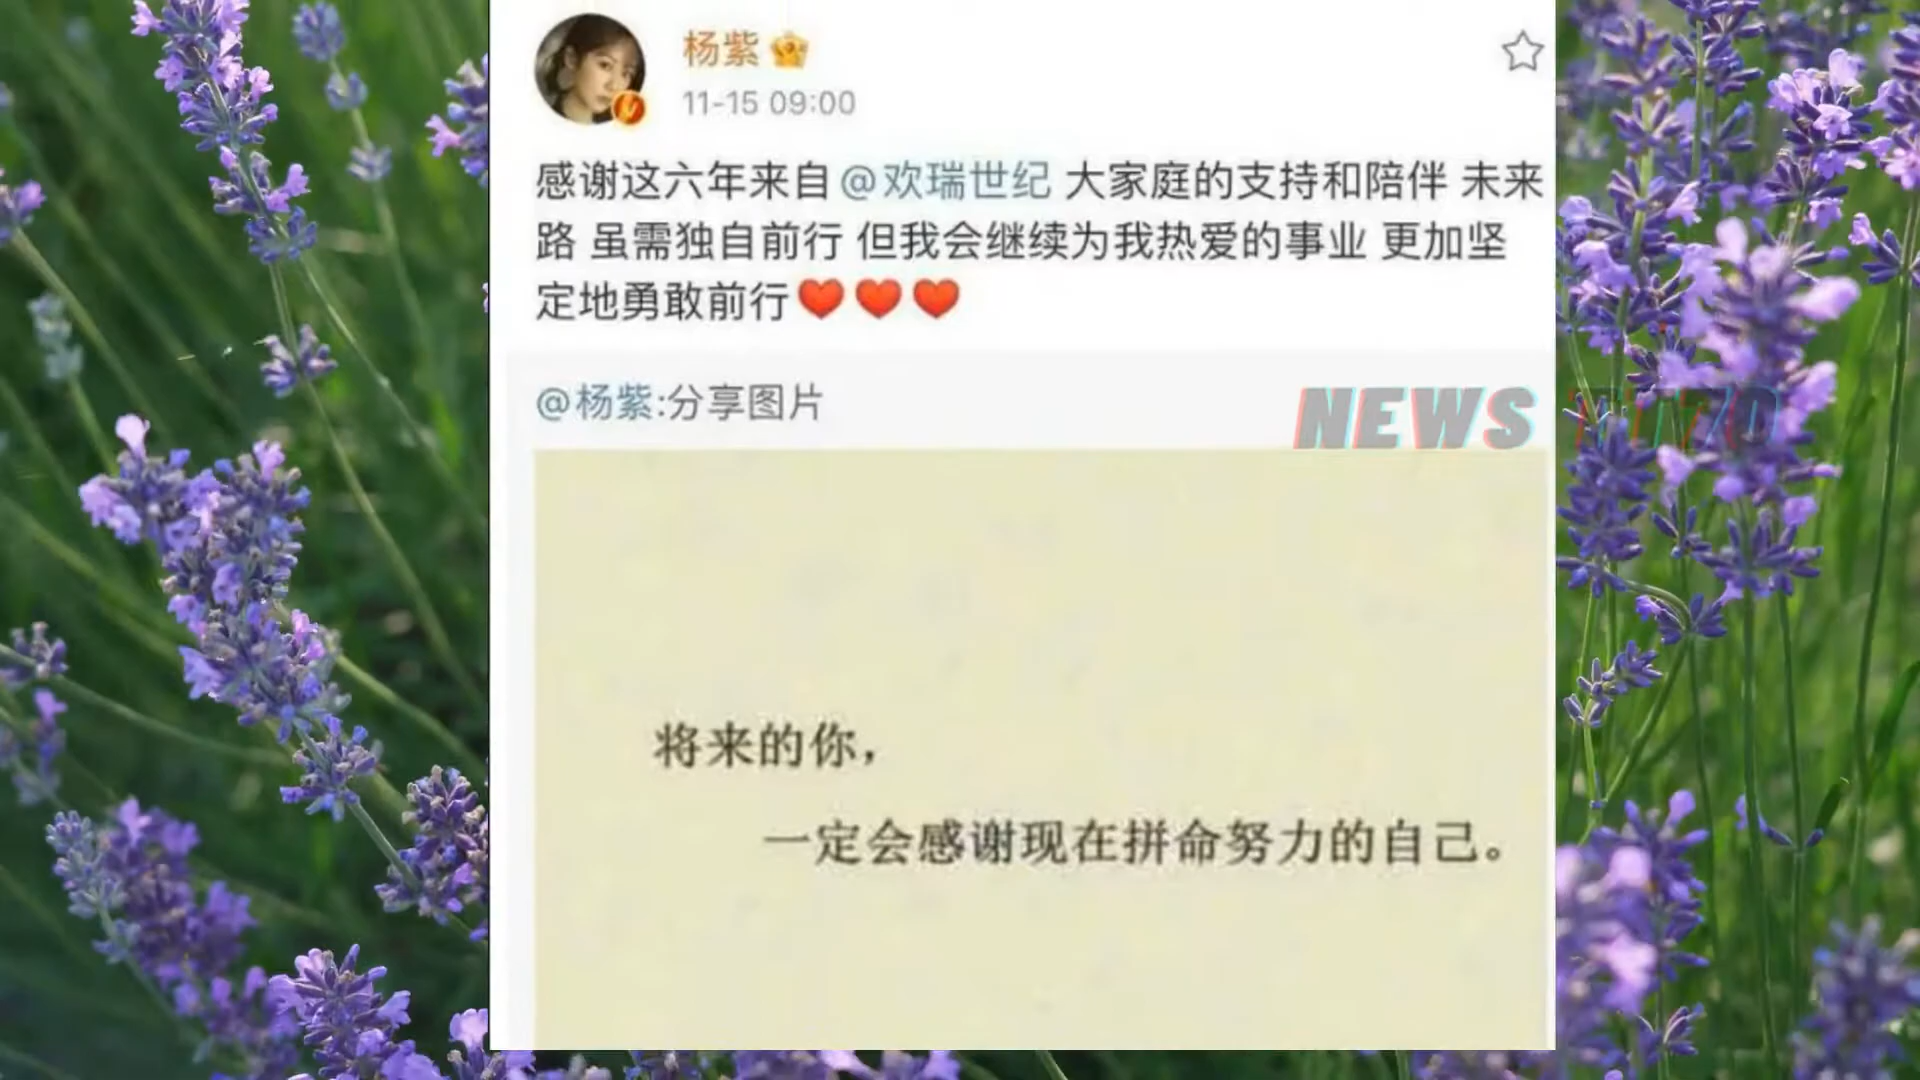 杨紫
11-15 09:00
感谢这六年来自 @欢瑞世纪 大家庭的支持和陪伴 未来
路 虽需独自前行 但我会继续为我热爱的事业 更加坚
定地勇敢前行❤️❤️❤️
@杨紫:分享图片
NEWS
将来的你，
一定会感谢现在拼命努力的自己。